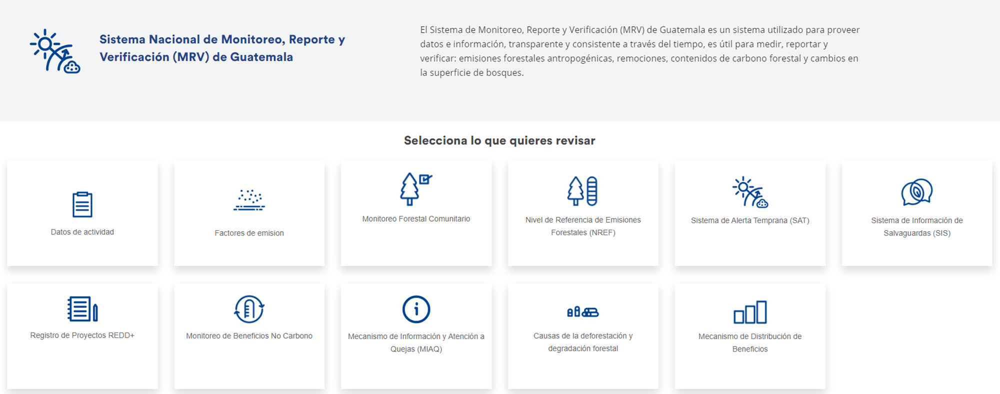 Sistema Nacional de Monitoreo, Reporte y
Verificación (MRV) de Guatemala
El Sistema de Monitoreo, Reporte y Verificación (MRV) de Guatemala es un sistema utilizado para proveer
datos e información, transparente y consistente a través del tiempo, es útil para medir, reportar y
verificar: emisiones forestales antropogénicas, remociones, contenidos de carbono forestal y cambios en
la superficie de bosques.
Selecciona lo que quieres revisar
Datos de actividad
Factores de emision
Monitoreo Forestal Comunitario
Nivel de Referencia de Emisiones
Forestales (NREF)
Sistema de Alerta Temprana (SAT)
Sistema de Información de
Salvaguardas (SIS)
Registro de Proyectos REDD+
Monitoreo de Beneficios No Carbono
Mecanismo de Información y Atención a
Quejas (MIAQ)
Causas de la deforestación y
degradación forestal
Mecanismo de Distribución de
Beneficios